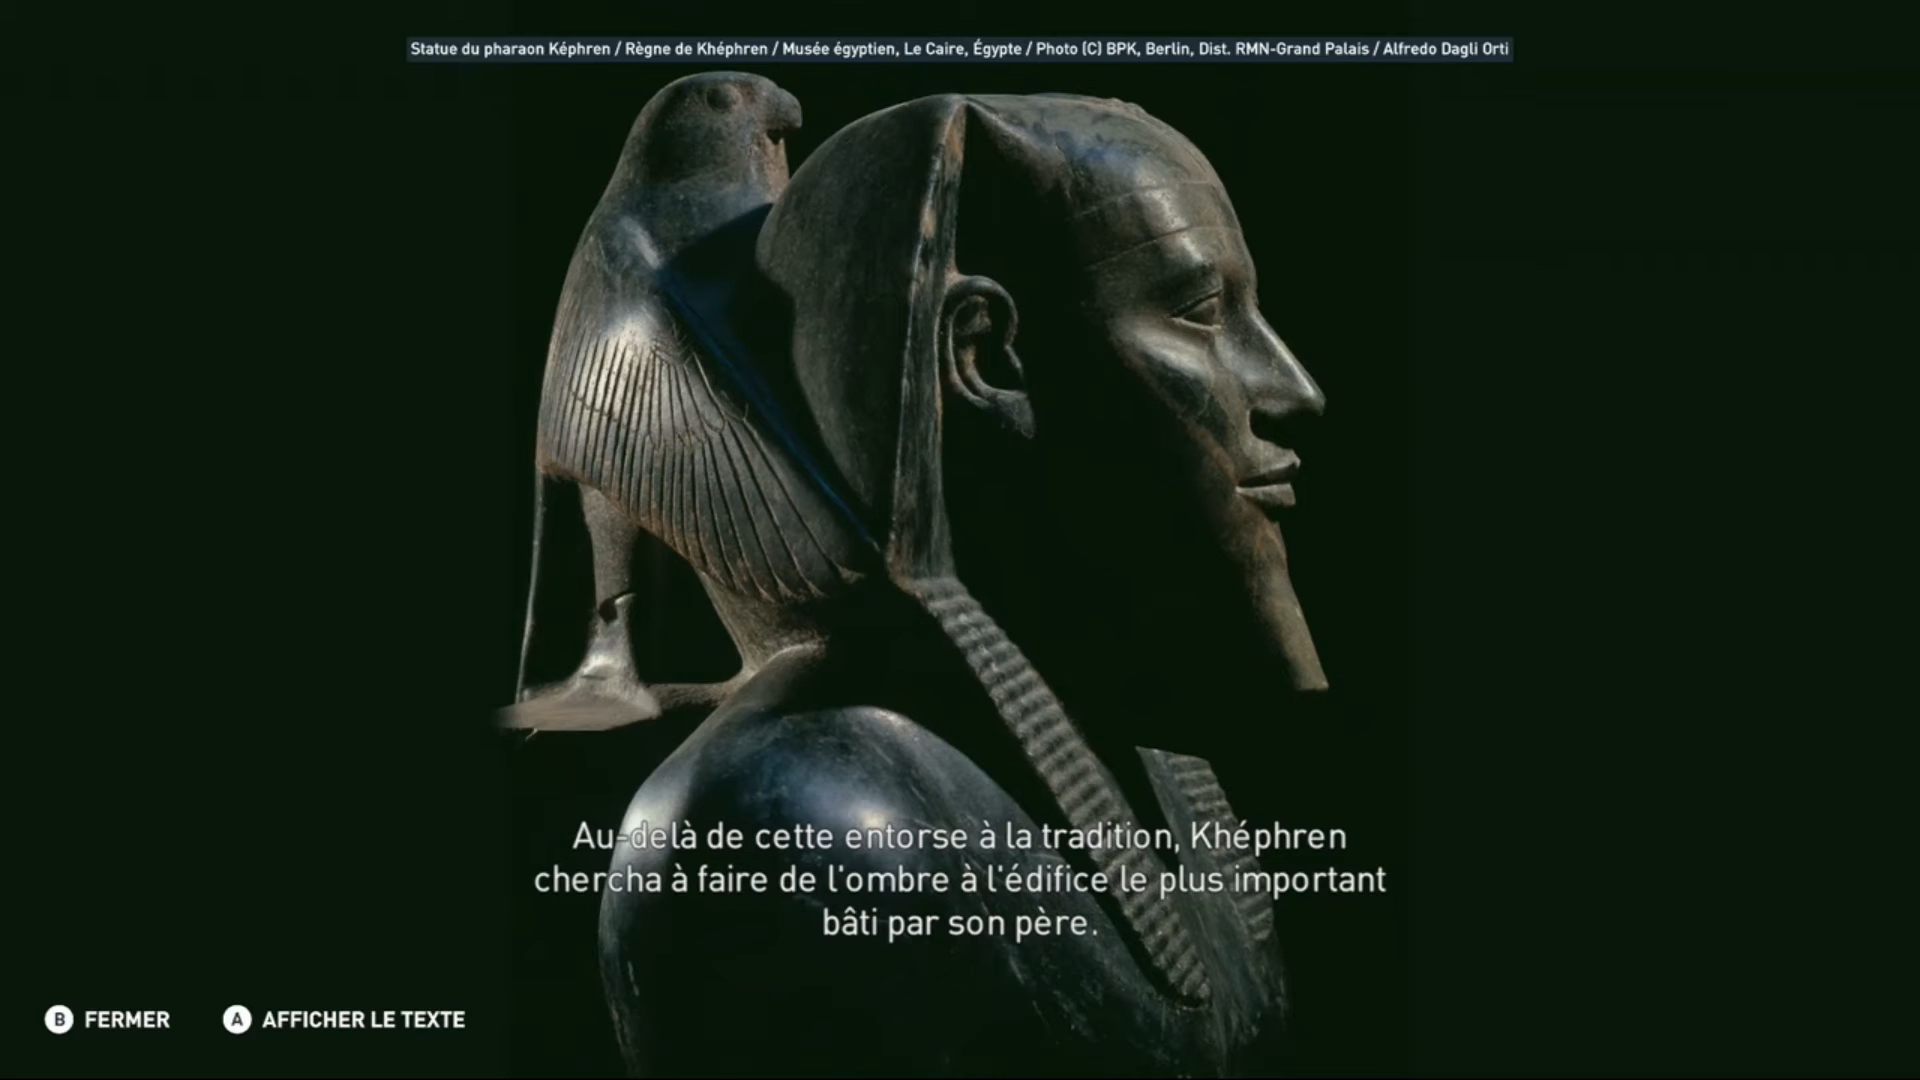 Statue du pharaon Képhren / Règne de Khéphren / Musée égyptien, Le Caire, Égypte / Photo (C) BPK, Berlin, Dist. RMN-Grand Palais / Alfredo Dagli Orti
Au-delà de cette entorse à la tradition, Khéphren
chercha à faire de l'ombre à l'édifice le plus important
bâti par son père.
B FERMER A AFFICHER LE TEXTE